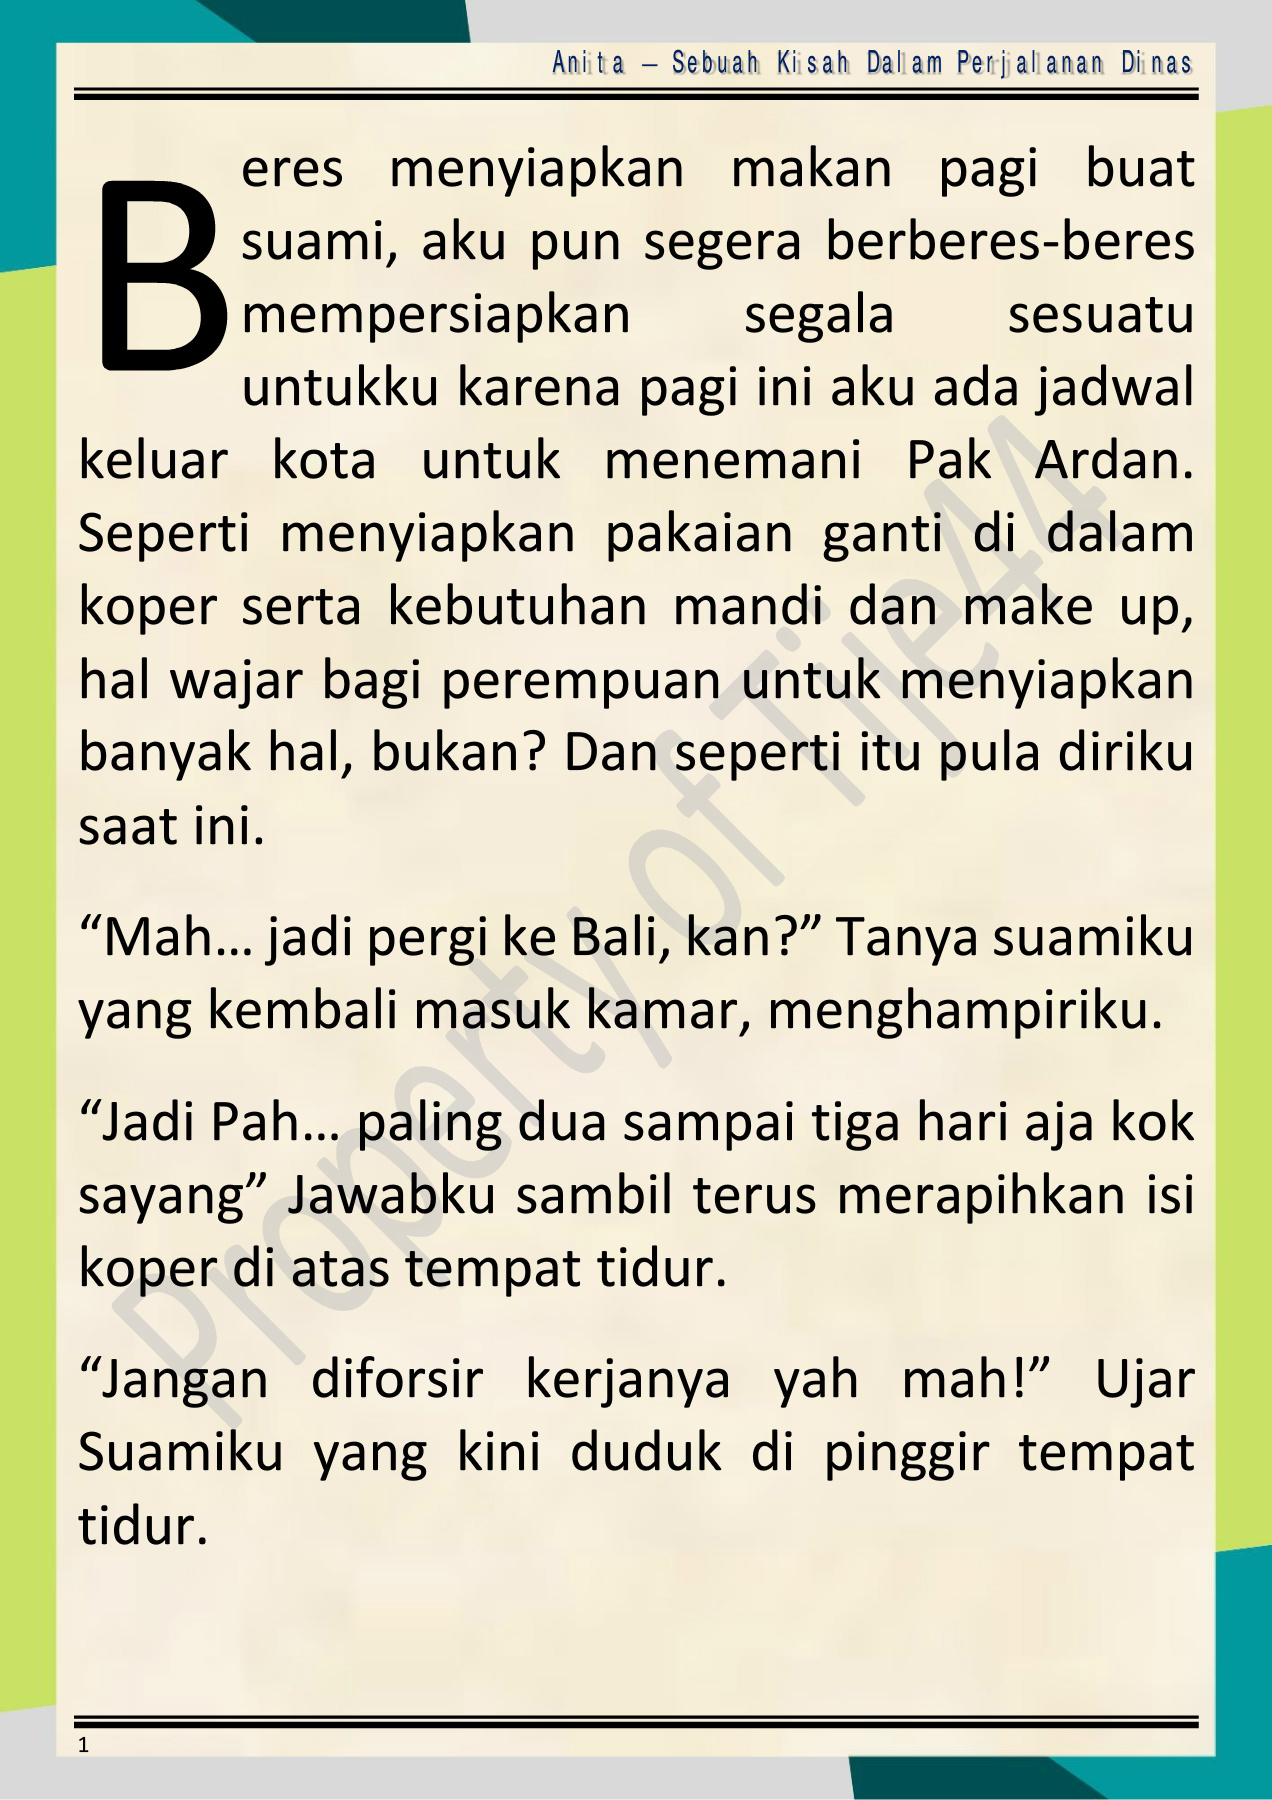 Anita – Sebuah Kisah Dalam Perjalanan Dinas
Beres menyiapkan makan pagi buat
suami, aku pun segera berberes-beres
mempersiapkan segala sesuatu
untukku karena pagi ini aku ada jadwal
keluar kota untuk menemani Pak Ardan.
Seperti menyiapkan pakaian ganti di dalam
koper serta kebutuhan mandi dan make up,
hal wajar bagi perempuan untuk menyiapkan
banyak hal, bukan? Dan seperti itu pula diriku
saat ini.
“Mah… jadi pergi ke Bali, kan?” Tanya suamiku
yang kembali masuk kamar, menghampiriku.
“Jadi Pah… paling dua sampai tiga hari aja kok
sayang” Jawabku sambil terus merapihkan isi
koper di atas tempat tidur.
“Jangan diforsir kerjanya yah mah!” Ujar
Suamiku yang kini duduk di pinggir tempat
tidur.
Property of Tije44
1